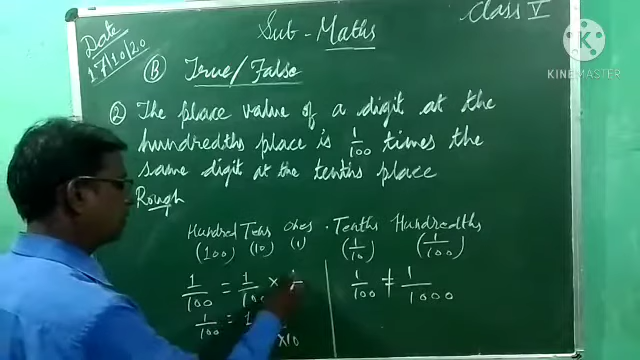 Sub - Maths
Class V
Date
17/10/20
KINEMASTER
B True/False
2 The place value of a digit at the
hundredths place is 1/100 times the
same digit at the tenths place
Rough
Hundred Tens Ones . Tenths Hundredths
(100) (10) (1) (1/10) (1/100)
1/100 = 1/100 × 1/100 ≠ 1/1000
1/100 = 1
×10